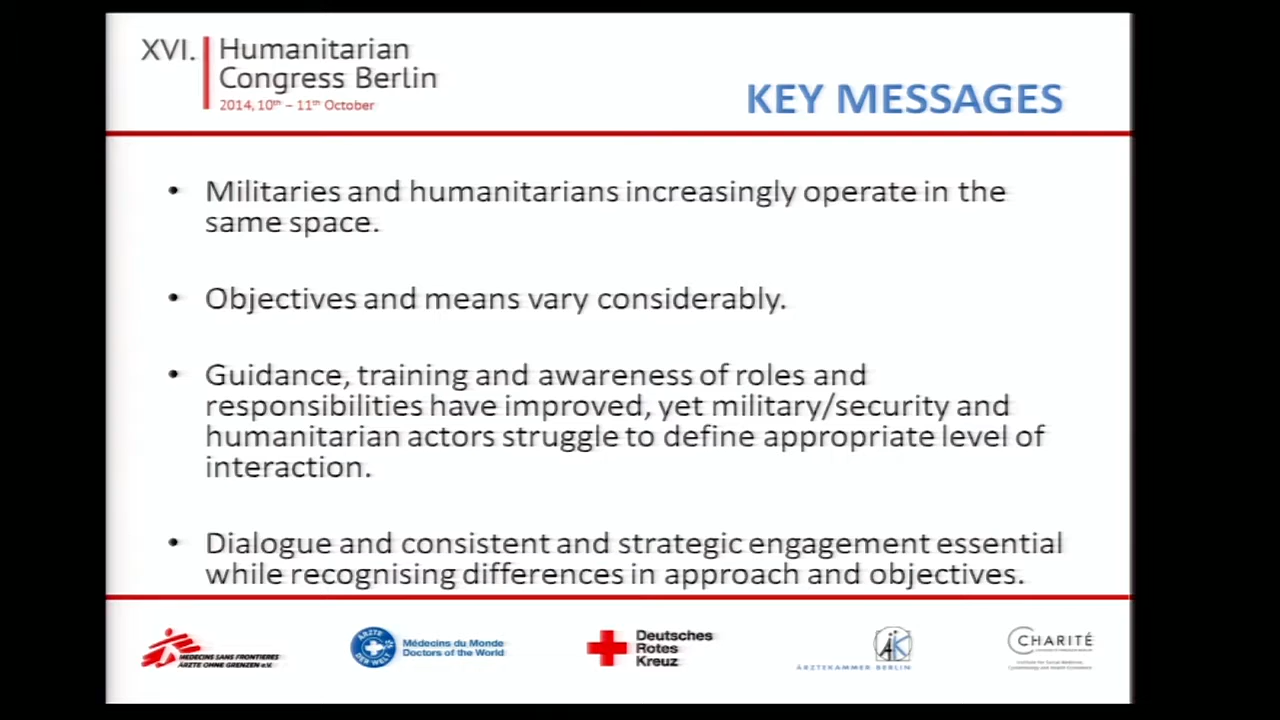 XVI.
Humanitarian
Congress Berlin
2014, 10th – 11th October
KEY MESSAGES
• Militaries and humanitarians increasingly operate in the
same space.
• Objectives and means vary considerably.
• Guidance, training and awareness of roles and
responsibilities have improved, yet military/security and
humanitarian actors struggle to define appropriate level of
interaction.
• Dialogue and consistent and strategic engagement essential
while recognising differences in approach and objectives.
MEDECINS SANS FRONTIERES
ÄRZTE OHNE GRENZEN e.V.
ÄRZTE
DER WELT
Médecins du Monde
Doctors of the World
Deutsches
Rotes
Kreuz
ÄK
ÄRZTEKAMMER BERLIN
CHARITÉ